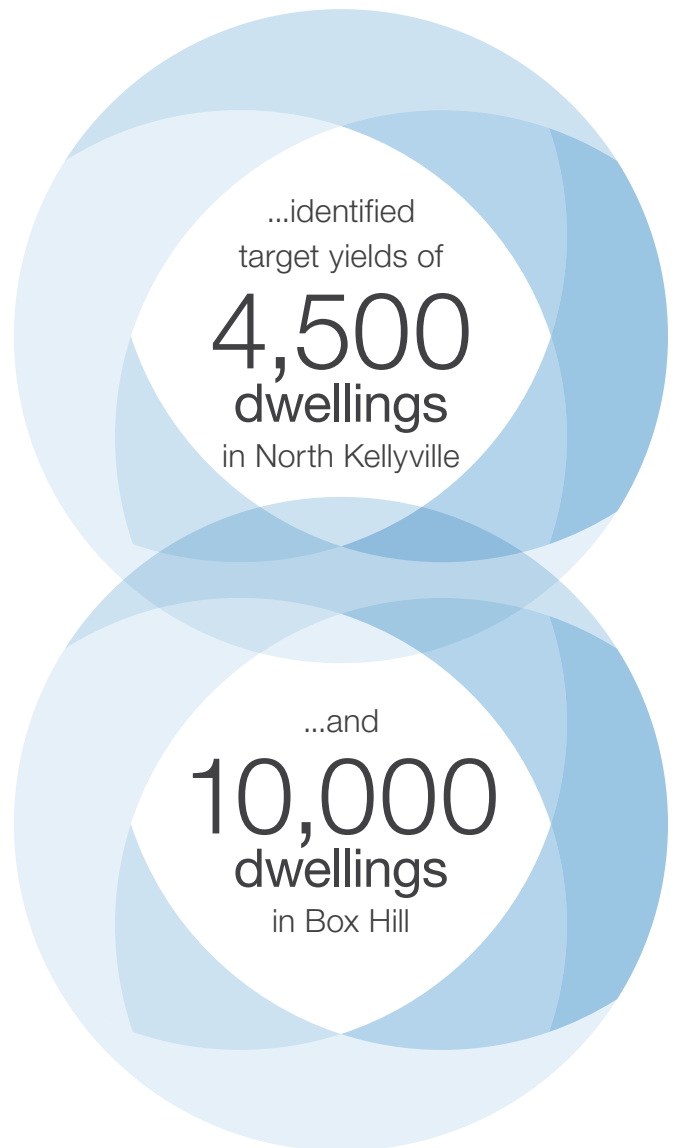 ...identified
target yields of
4,500
dwellings
in North Kellyville
...and
10,000
dwellings
in Box Hill